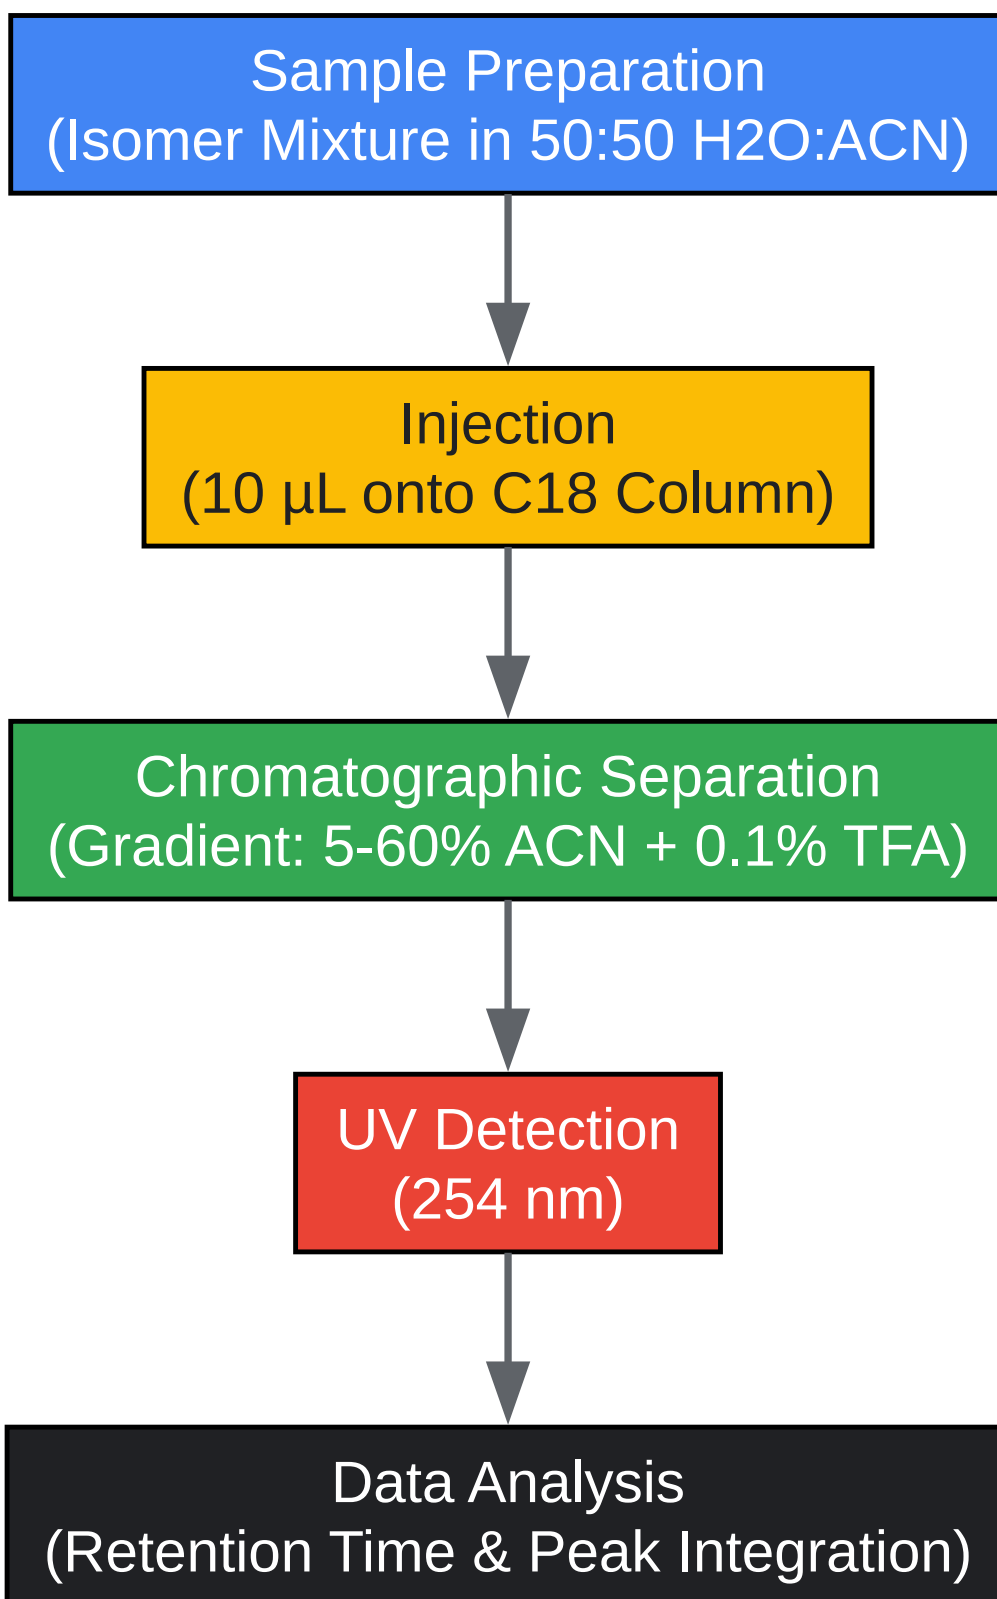 Sample Preparation
(Isomer Mixture in 50:50 H2O:ACN)
Injection
(10 µL onto C18 Column)
Chromatographic Separation
(Gradient: 5-60% ACN + 0.1% TFA)
UV Detection
(254 nm)
Data Analysis
(Retention Time & Peak Integration)